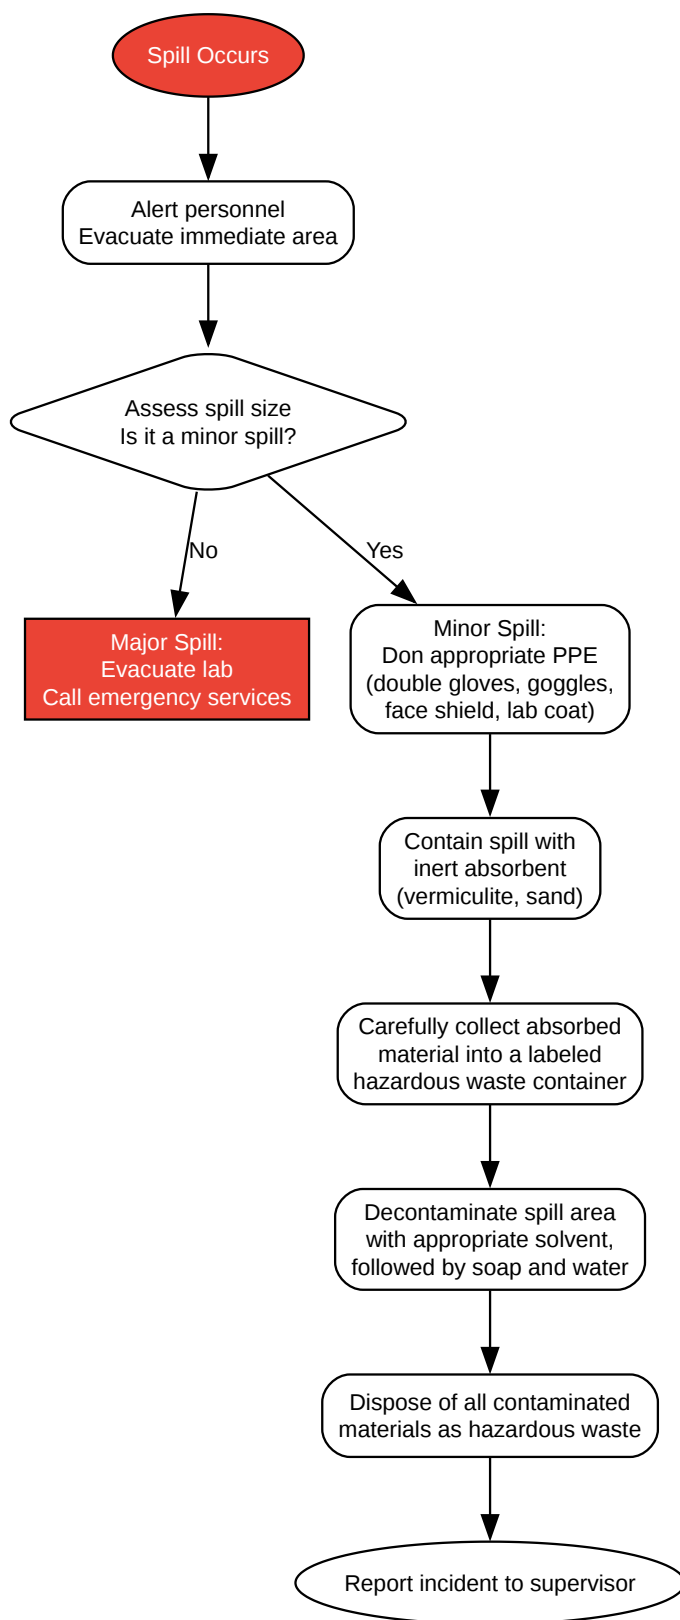 Spill Occurs
Alert personnel
Evacuate immediate area
Assess spill size
Is it a minor spill?
No
Yes
Major Spill:
Evacuate lab
Call emergency services
Minor Spill:
Don appropriate PPE
(double gloves, goggles,
face shield, lab coat)
Contain spill with
inert absorbent
(vermiculite, sand)
Carefully collect absorbed
material into a labeled
hazardous waste container
Decontaminate spill area
with appropriate solvent,
followed by soap and water
Dispose of all contaminated
materials as hazardous waste
Report incident to supervisor